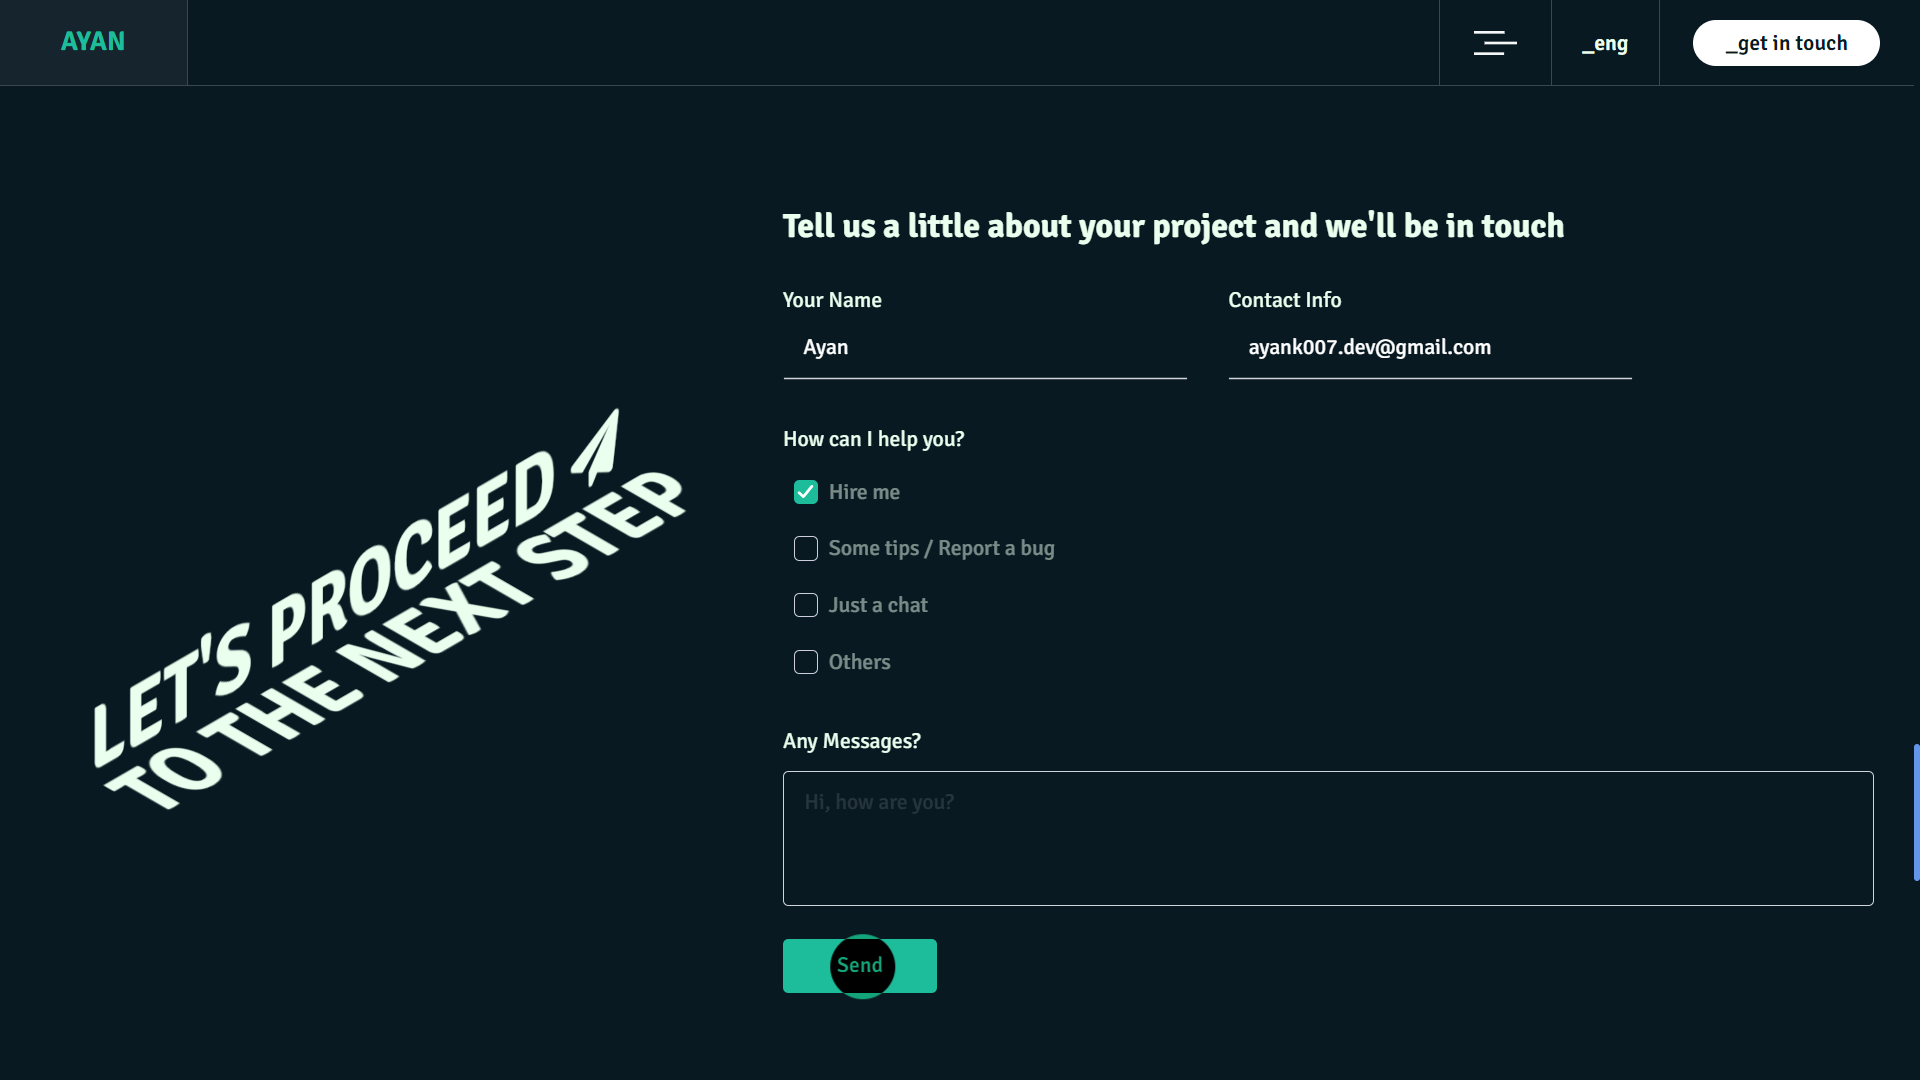 AYAN
_eng
_get in touch
LET'S PROCEED
TO THE NEXT STEP
Tell us a little about your project and we'll be in touch
Your Name
Contact Info
Ayan
ayank007.dev@gmail.com
How can I help you?
Hire me
Some tips / Report a bug
Just a chat
Others
Any Messages?
Hi, how are you?
Send